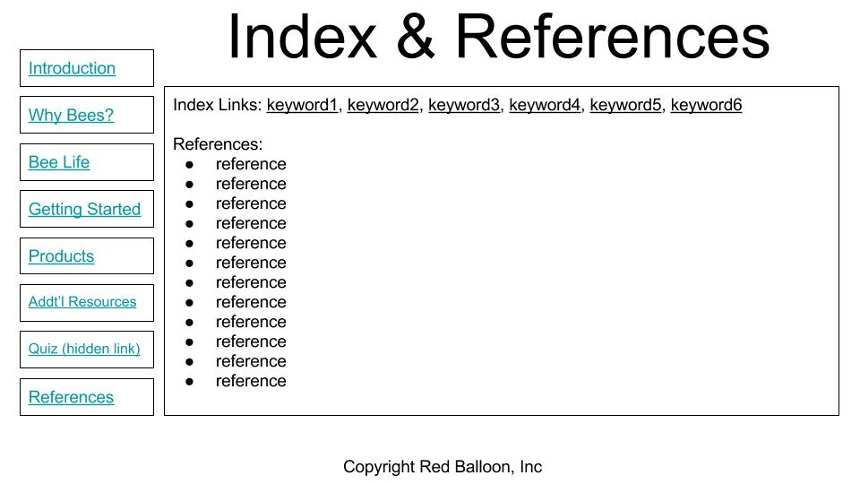 Index & References
Introduction
Why Bees?
Bee Life
Getting Started
Products
Addt'l Resources
Quiz (hidden link)
References
Index Links: keyword1, keyword2, keyword3, keyword4, keyword5, keyword6
References:
● reference
● reference
● reference
● reference
● reference
● reference
● reference
● reference
● reference
● reference
● reference
● reference
Copyright Red Balloon, Inc